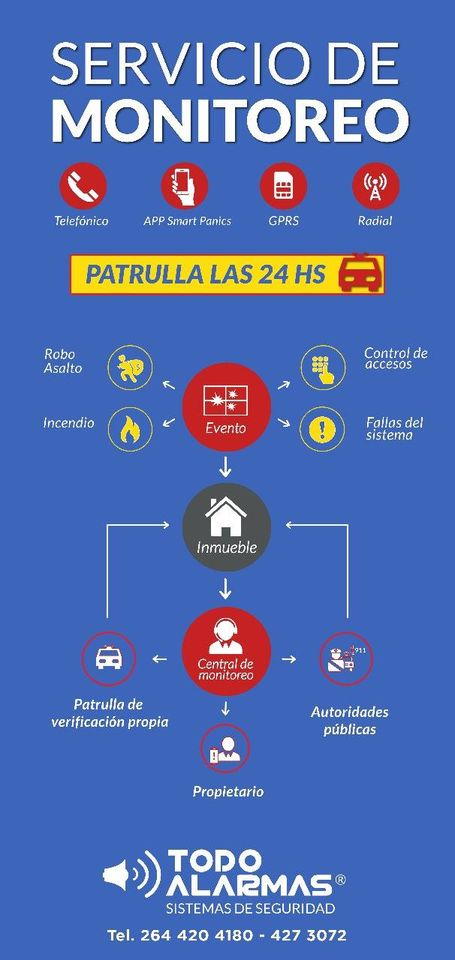 SERVICIO DE
MONITOREO
Telefónico
APP Smart Panics
GPRS
Radial
PATRULLA LAS 24 HS
Robo
Asalto
Control de
accesos
Incendio
Evento
Fallas del
sistema
Inmueble
911
Central de
monitoreo
Patrulla de
verificación propia
Autoridades
públicas
Propietario
TODO
ALARMAS®
SISTEMAS DE SEGURIDAD
Tel. 264 420 4180 - 427 3072